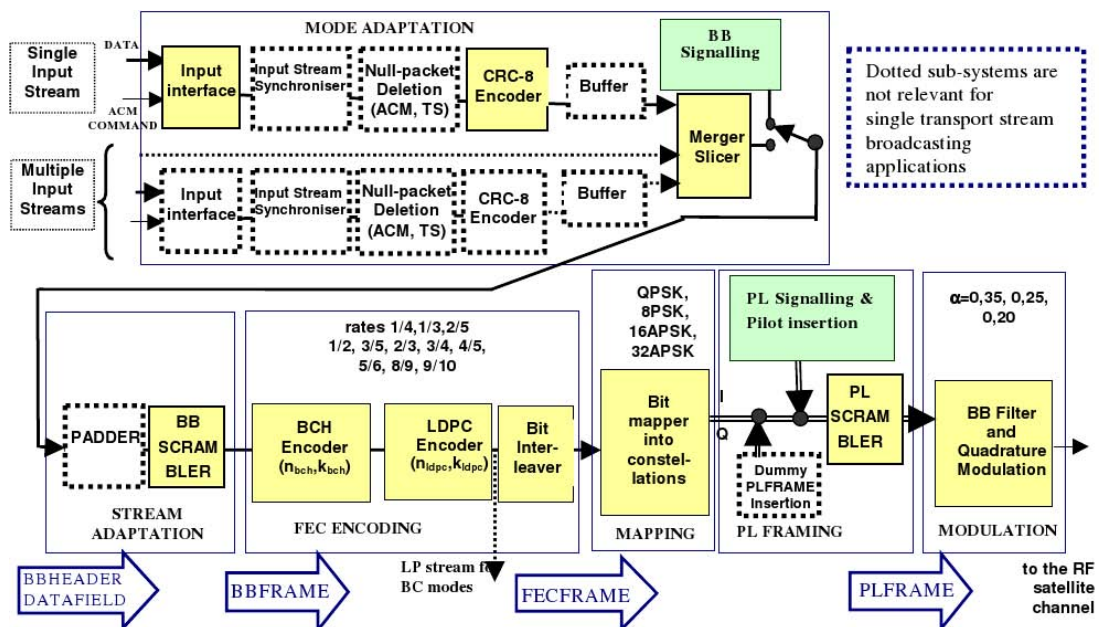 MODE ADAPTATION
BB
Signalling
Single
Input
Stream
DATA
ACM
COMMAND
Input
interface
Input Stream
Synchroniser
Null-packet
Deletion
(ACM, TS)
CRC-8
Encoder
Buffer
Merger
Slicer
Dotted sub-systems are
not relevant for
single transport stream
broadcasting
applications
Multiple
Input
Streams
Input
interface
Input Stream
Synchroniser
Null-packet
Deletion
(ACM, TS)
CRC-8
Encoder
Buffer
rates 1/4,1/3,2/5
1/2, 3/5, 2/3, 3/4, 4/5,
5/6, 8/9, 9/10
QPSK,
8PSK,
16APSK,
32APSK
PL Signalling &
Pilot insertion
α=0,35, 0,25,
0,20
PADDER
BB
SCRAM
BLER
BCH
Encoder
(nbch,kbch)
LDPC
Encoder
(nldpc,kldpc)
Bit
Inter-
leaver
Bit
mapper
into
constel-
lations
I
Q
Dummy
PLFRAME
Insertion
PL
SCRAM
BLER
BB Filter
and
Quadrature
Modulation
STREAM
ADAPTATION
FEC ENCODING
MAPPING
PL FRAMING
MODULATION
LP stream fo
BC modes
BBHEADER
DATAFIELD
BBFRAME
FECFRAME
PLFRAME
to the RF
satellite
channel